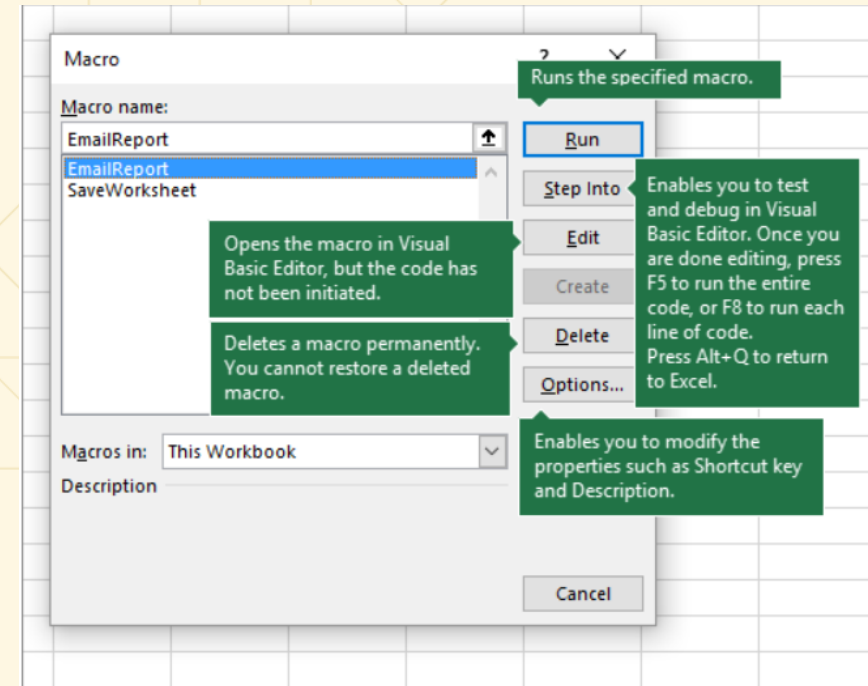 Macro
?
Runs the specified macro.
Macro name:
EmailReport
Run
EmailReport
SaveWorksheet
Step Into
Enables you to test
and debug in Visual
Basic Editor. Once you
are done editing, press
F5 to run the entire
code, or F8 to run each
line of code.
Press Alt+Q to return
to Excel.
Opens the macro in Visual
Basic Editor, but the code has
not been initiated.
Edit
Create
Deletes a macro permanently.
You cannot restore a deleted
macro.
Delete
Options...
Macros in: This Workbook
Enables you to modify the
properties such as Shortcut key
and Description.
Description
Cancel